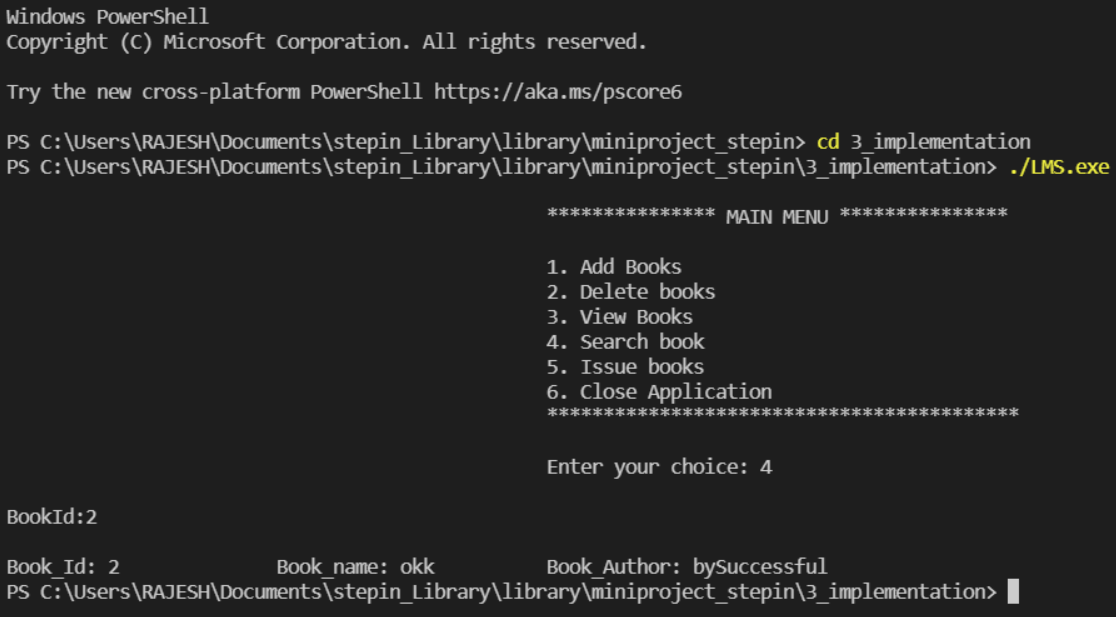 Windows PowerShell
Copyright (C) Microsoft Corporation. All rights reserved.
Try the new cross-platform PowerShell https://aka.ms/pscore6
PS C:\Users\RAJESH\Documents\stepin_Library\library\miniproject_stepin> cd 3_implementation
PS C:\Users\RAJESH\Documents\stepin_Library\library\miniproject_stepin\3_implementation> ./LMS.exe
*************** MAIN MENU ***************
1. Add Books
2. Delete books
3. View Books
4. Search book
5. Issue books
6. Close Application
******************************************
Enter your choice: 4
BookId:2
Book_Id: 2 Book_name: okk Book_Author: bySuccessful
PS C:\Users\RAJESH\Documents\stepin_Library\library\miniproject_stepin\3_implementation>